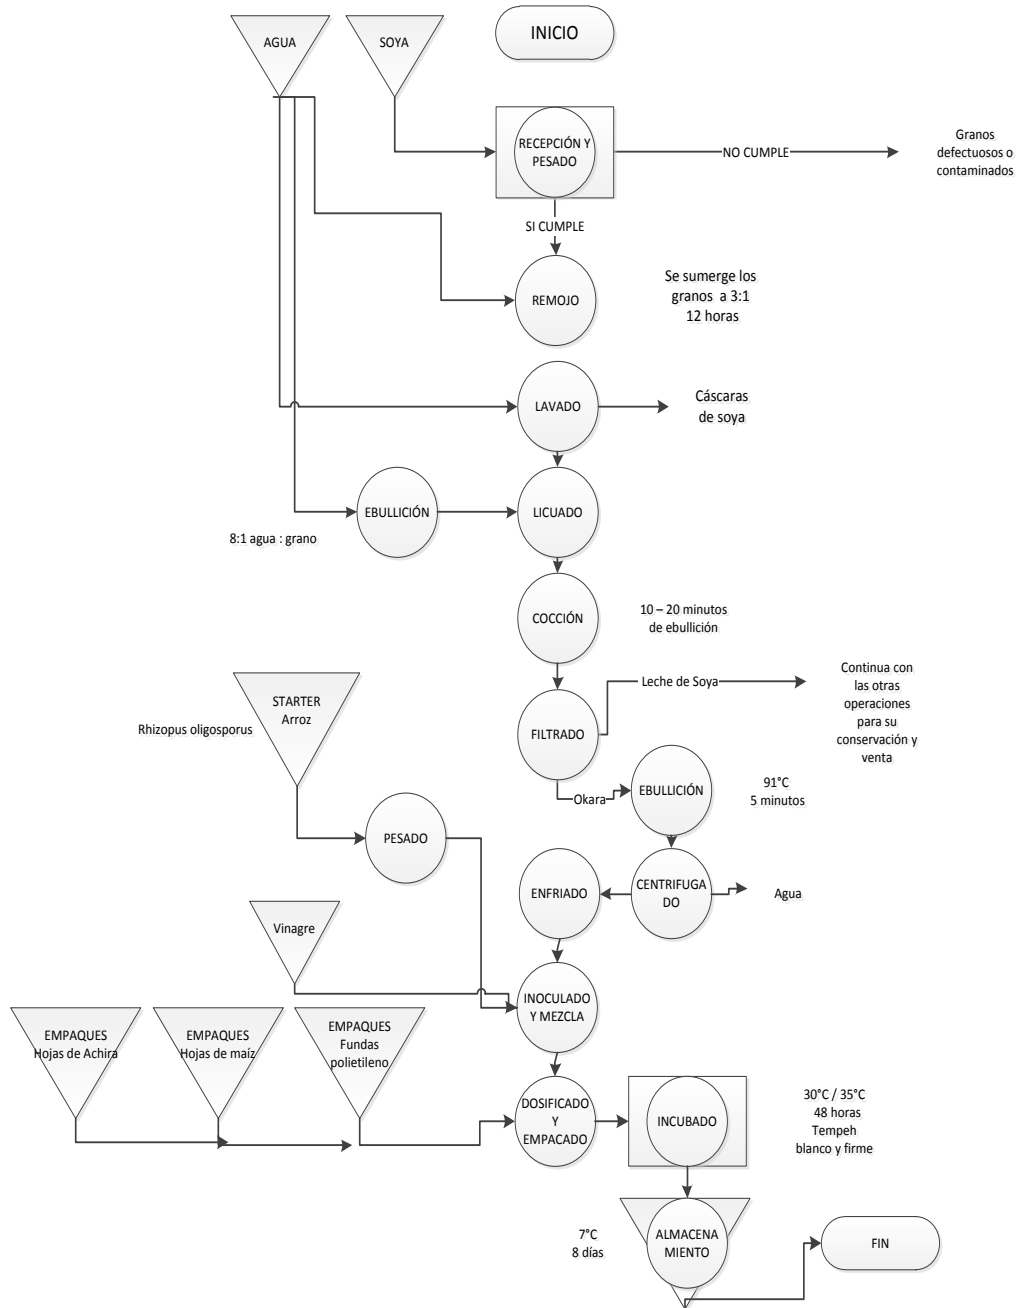 INICIO
AGUA
SOYA
RECEPCIÓN Y
PESADO
NO CUMPLE
Granos
defectuosos o
contaminados
SI CUMPLE
REMOJO
Se sumerge los
granos a 3:1
12 horas
LAVADO
Cáscaras
de soya
EBULLICIÓN
LICUADO
8:1 agua : grano
COCCIÓN
10 – 20 minutos
de ebullición
STARTER
Arroz
Rhizopus oligosporus
FILTRADO
Leche de Soya
Continua con
las otras
operaciones
para su
conservación y
venta
Okara
EBULLICIÓN
91°C
5 minutos
PESADO
ENFRIADO
CENTRIFUGA
DO
Agua
Vinagre
INOCULADO
Y MEZCLA
EMPAQUES
Hojas de Achira
EMPAQUES
Hojas de maíz
EMPAQUES
Fundas
polietileno
DOSIFICADO
Y
EMPACADO
INCUBADO
30°C / 35°C
48 horas
Tempeh
blanco y firme
7°C
8 días
ALMACENA
MIENTO
FIN